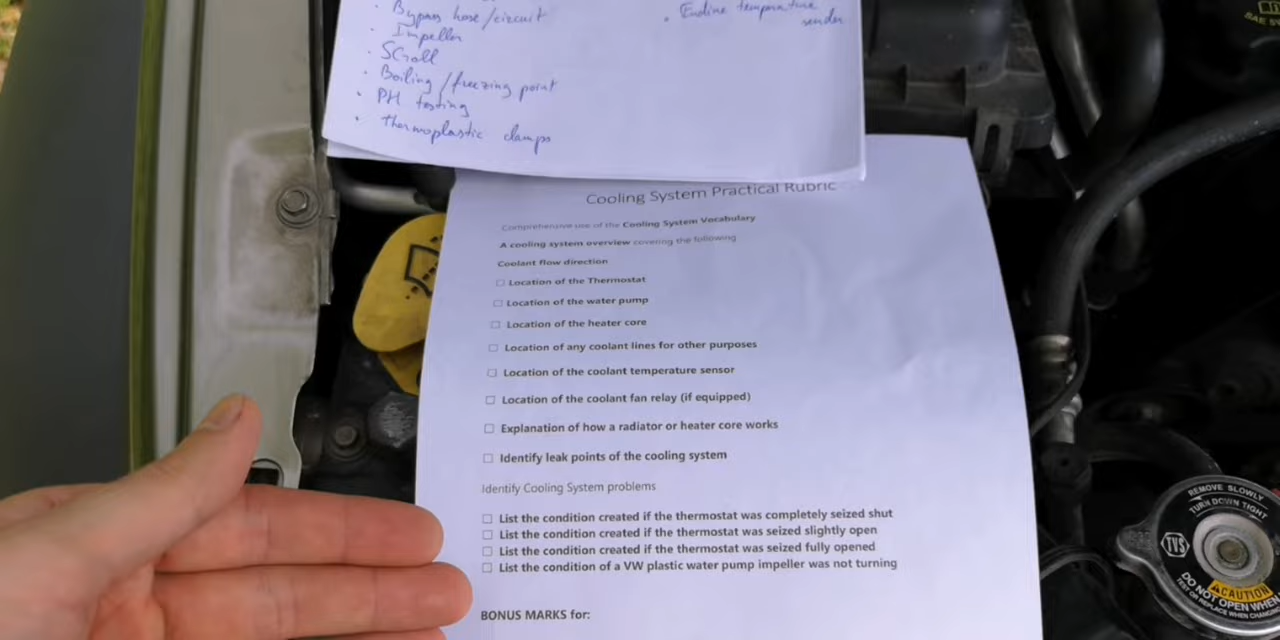 • Bypass hose/circuit
• Engine temperature
sender
• Impeller
• Scroll
• Boiling/freezing point
• PH testing
• thermoplastic clamps
Cooling System Practical Rubric
Comprehensive use of the Cooling System Vocabulary
A cooling system overview covering the following
Coolant flow direction
☐ Location of the Thermostat
☐ Location of the water pump
☐ Location of the heater core
☐ Location of any coolant lines for other purposes
☐ Location of the coolant temperature sensor
☐ Location of the coolant fan relay (if equipped)
☐ Explanation of how a radiator or heater core works
☐ Identify leak points of the cooling system
Identify Cooling System problems
☐ List the condition created if the thermostat was completely seized shut
☐ List the condition created if the thermostat was seized slightly open
☐ List the condition created if the thermostat was seized fully opened
☐ List the condition of a VW plastic water pump impeller was not turning
BONUS MARKS for:
SAE 5W
REMOVE SLOWLY
TURN DOWN TIGHT
TVS
CAUTION
DO NOT OPEN WHEN
TEST OR REPLACE WHEN